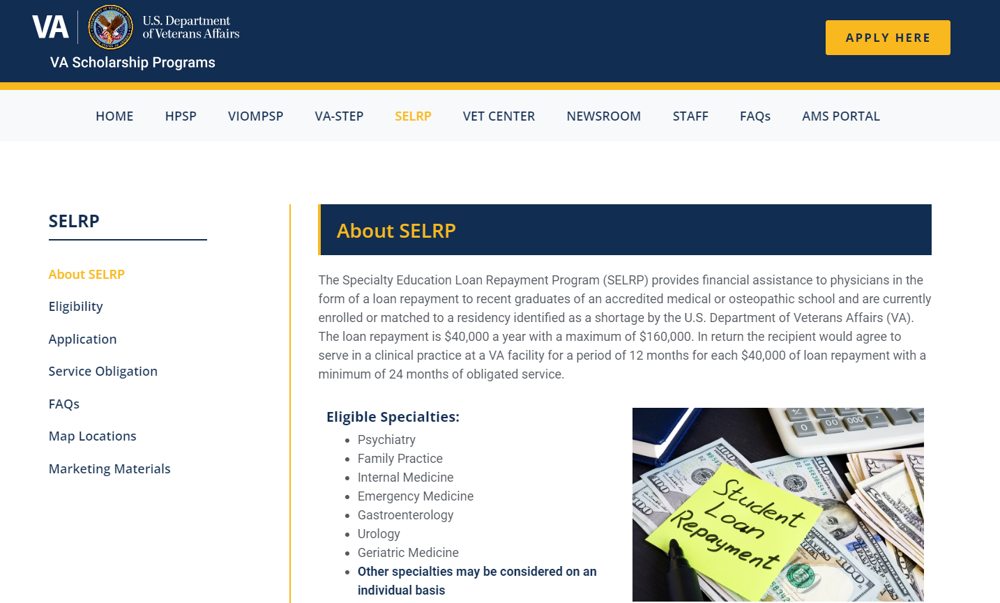 VA
U.S. Department
of Veterans Affairs
VA Scholarship Programs
APPLY HERE
HOME HPSP VIOMPSP VA-STEP SELRP VET CENTER NEWSROOM STAFF FAQs AMS PORTAL
SELRP
About SELRP
Eligibility
Application
Service Obligation
FAQs
Map Locations
Marketing Materials
About SELRP
The Specialty Education Loan Repayment Program (SELRP) provides financial assistance to physicians in the
form of a loan repayment to recent graduates of an accredited medical or osteopathic school and are currently
enrolled or matched to a residency identified as a shortage by the U.S. Department of Veterans Affairs (VA).
The loan repayment is $40,000 a year with a maximum of $160,000. In return the recipient would agree to
serve in a clinical practice at a VA facility for a period of 12 months for each $40,000 of loan repayment with a
minimum of 24 months of obligated service.
Eligible Specialties:
Psychiatry
Family Practice
Internal Medicine
Emergency Medicine
Gastroenterology
Urology
Geriatric Medicine
Other specialties may be considered on an
individual basis
0 00 000
100
Student
Loan
Repayment